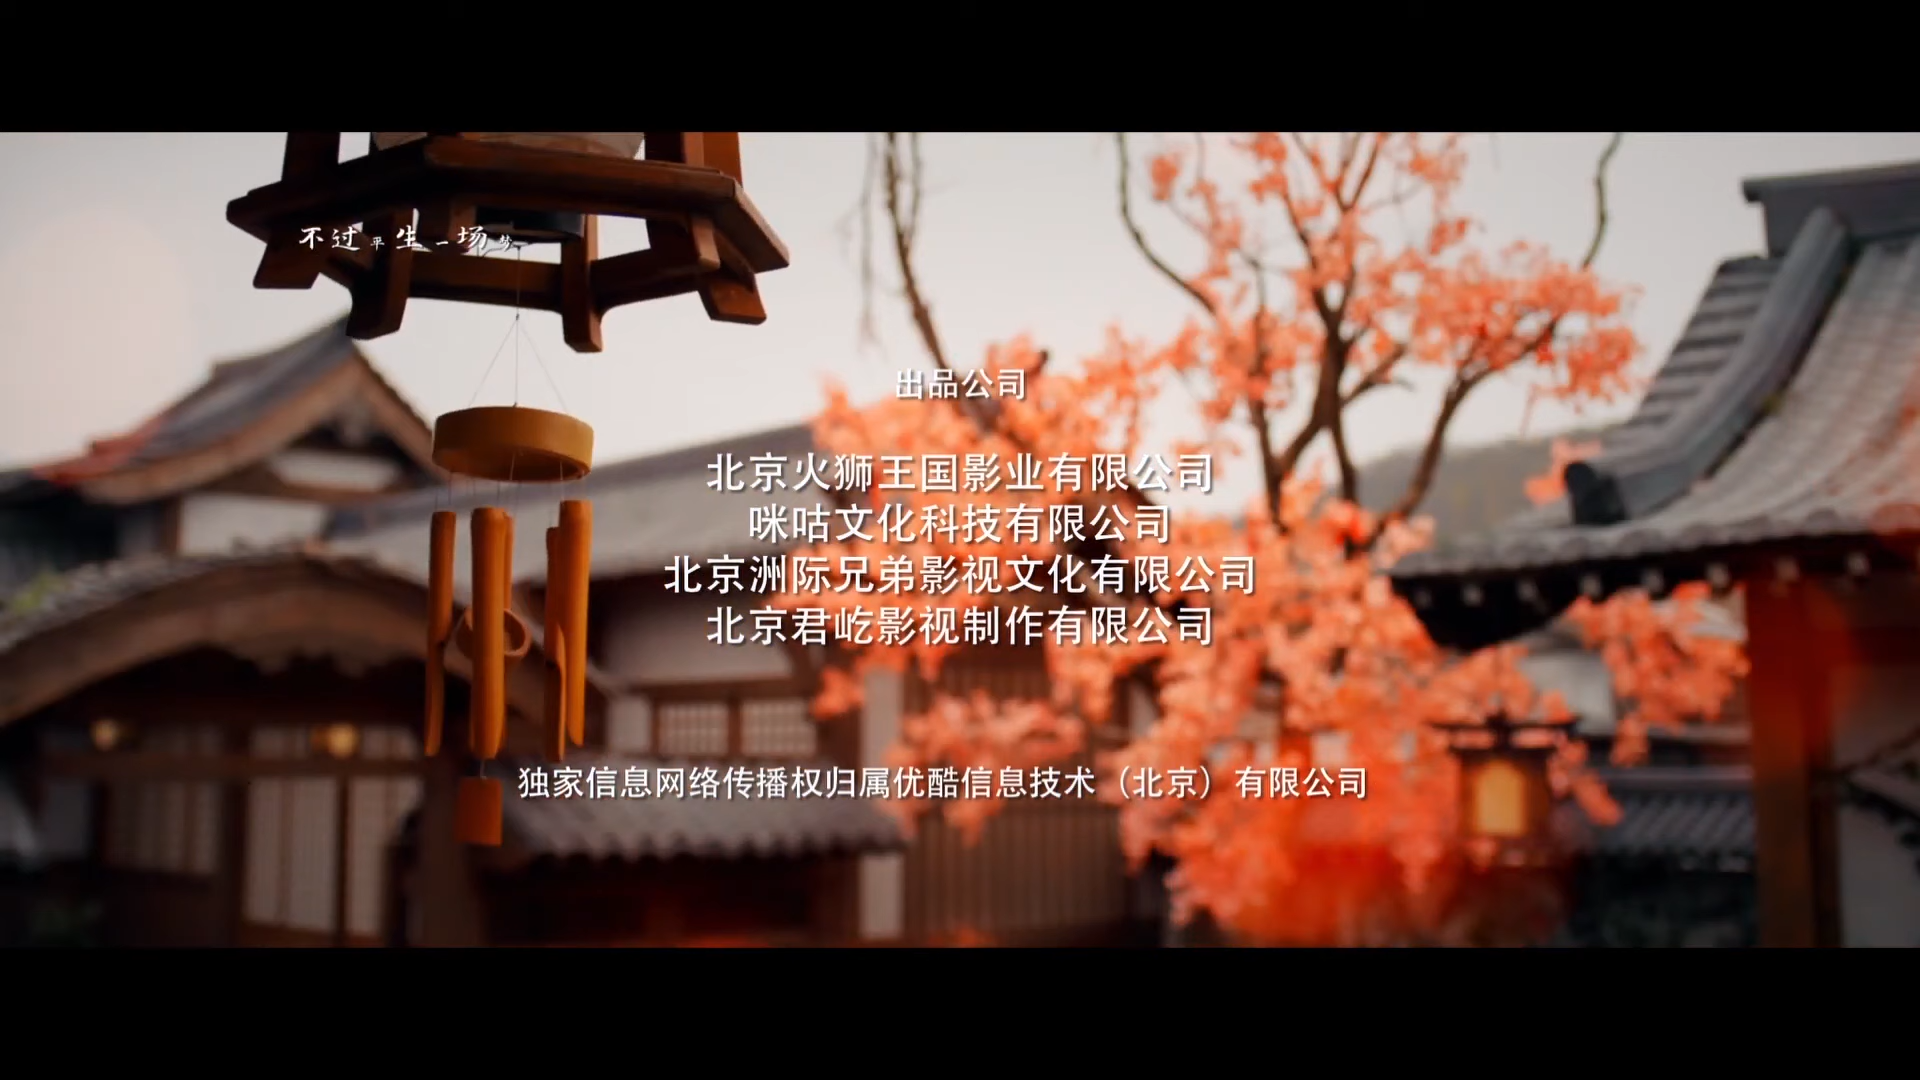 不过平生一场梦
出品公司
北京火狮王国影业有限公司
咪咕文化科技有限公司
北京洲际兄弟影视文化有限公司
北京君屹影视制作有限公司
独家信息网络传播权归属优酷信息技术（北京）有限公司